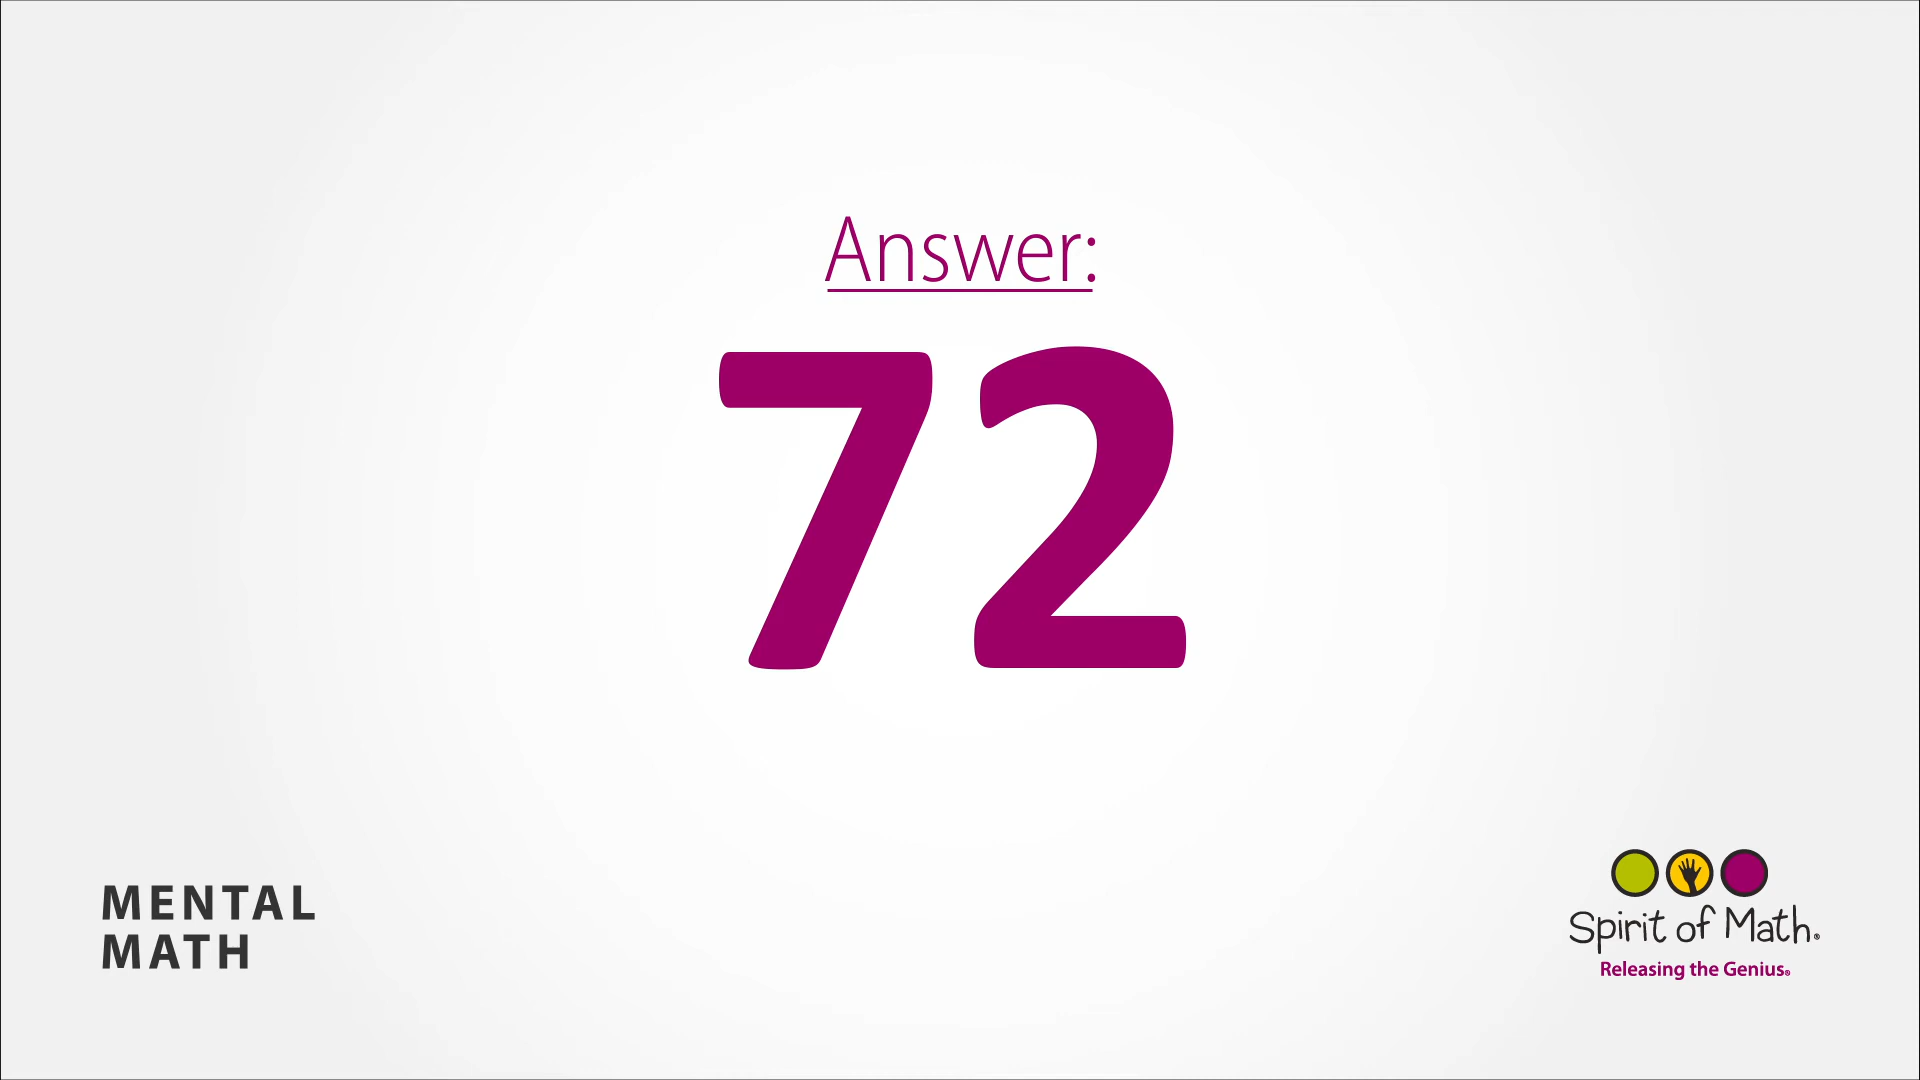 Answer:
72
MENTAL
MATH
Spirit of Math®
Releasing the Genius®